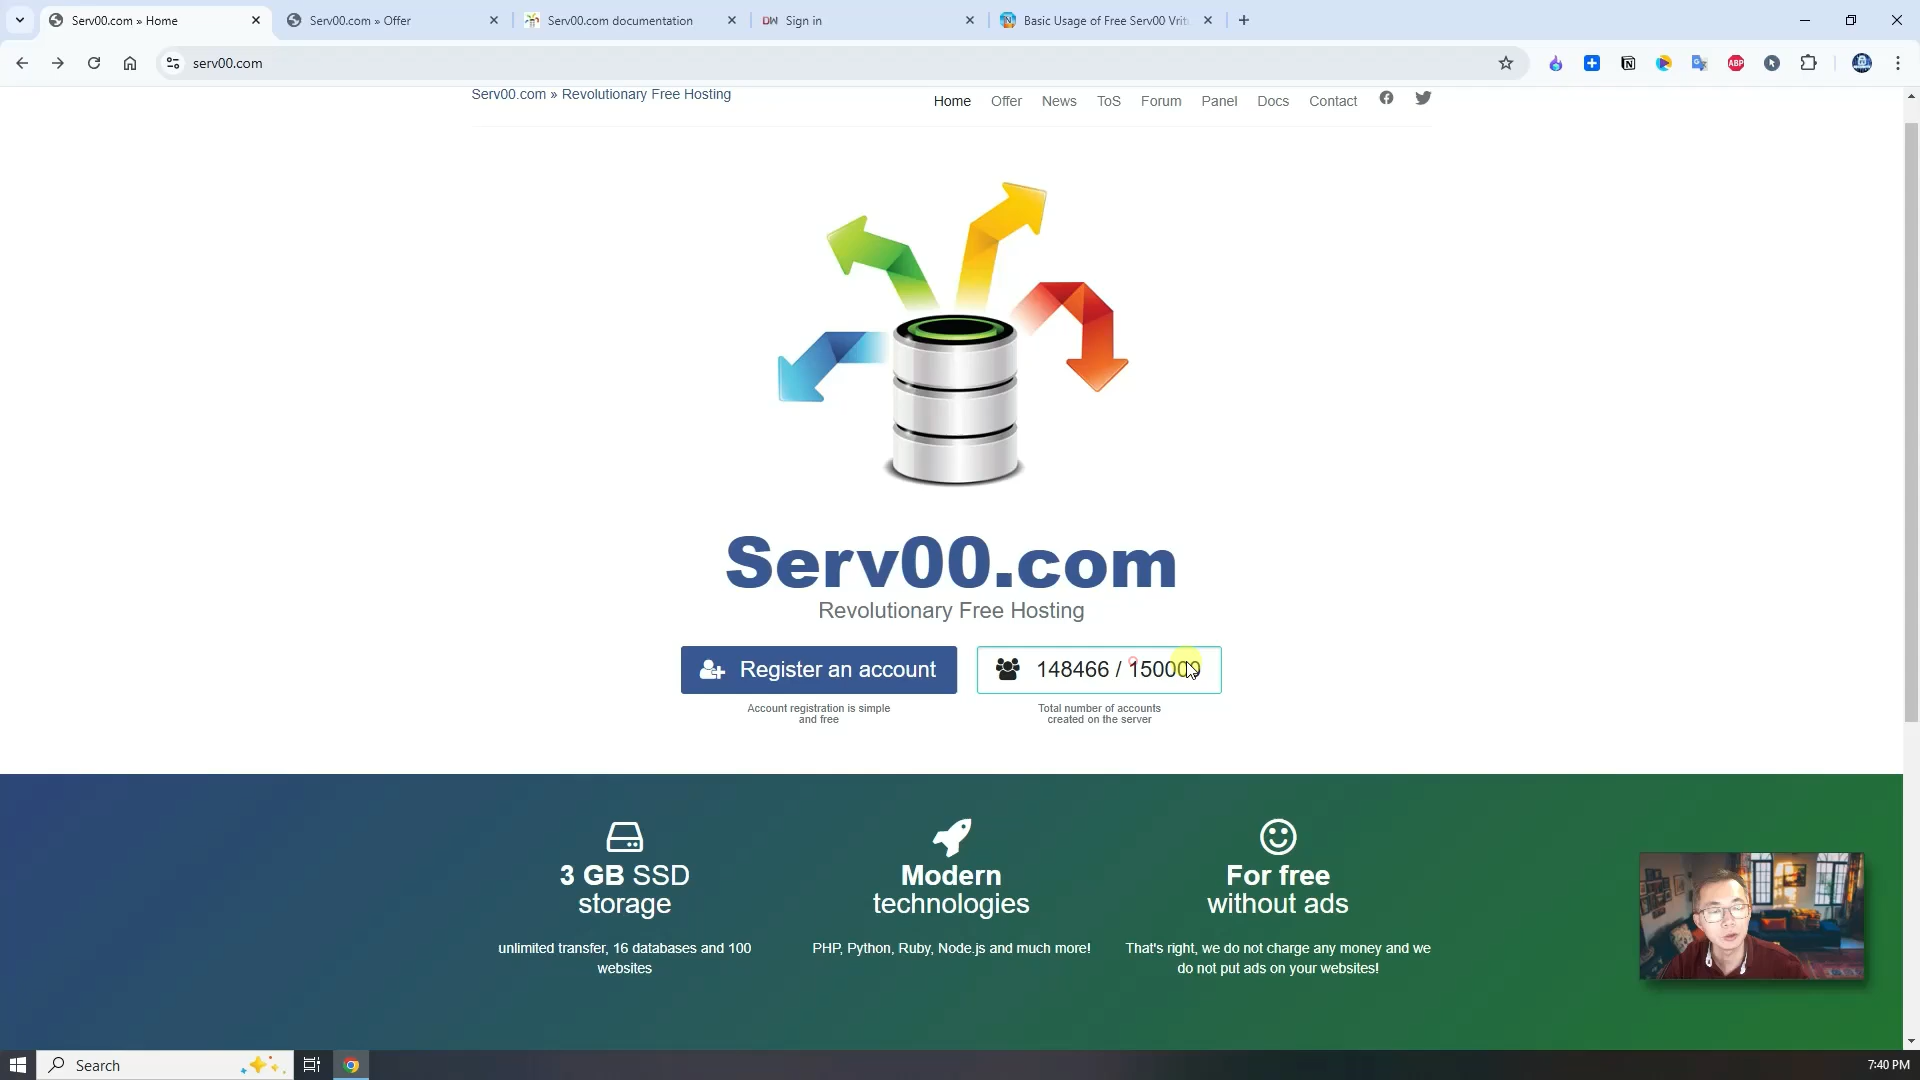 Serv00.com » Home
Serv00.com » Offer
Serv00.com documentation
DW Sign in
Basic Usage of Free Serv00
serv00.com
ABP
Serv00.com » Revolutionary Free Hosting
Home Offer News ToS Forum Panel Docs Contact
Serv00.com
Revolutionary Free Hosting
Register an account
148466 / 150000
Account registration is simple
and free
Total number of accounts
created on the server
3 GB SSD
storage
unlimited transfer, 16 databases and 100
websites
Modern
technologies
PHP, Python, Ruby, Node.js and much more!
For free
without ads
That's right, we do not charge any money and we
do not put ads on your websites!
Search
7:40 PM